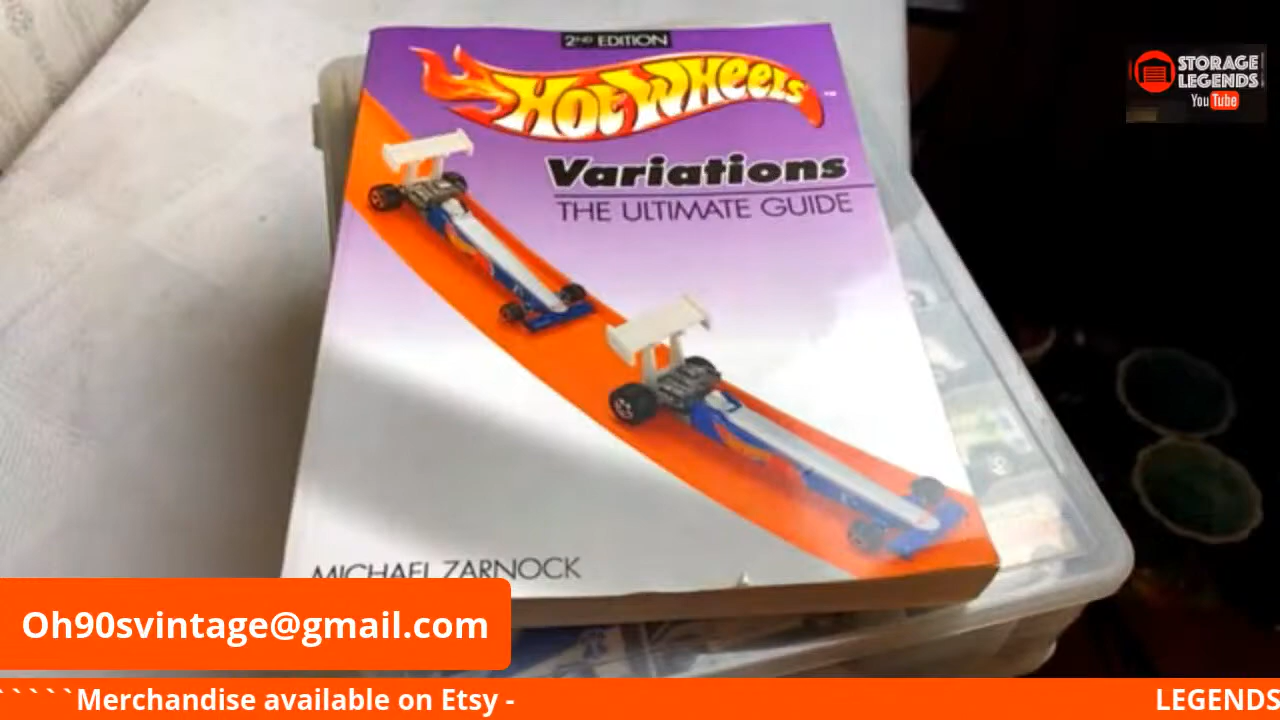 2ND EDITION
HOT WHEELS
Variations
THE ULTIMATE GUIDE
MICHAEL ZARNOCK
STORAGE
LEGENDS
YouTube
Oh90svintage@gmail.com
`````Merchandise available on Etsy - LEGENDS